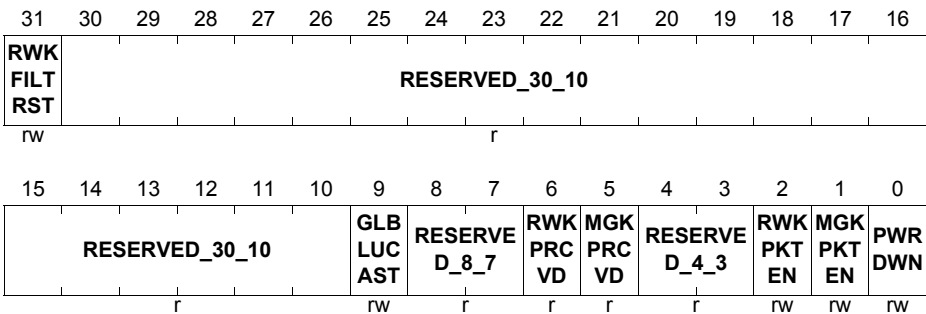 31 30 29 28 27 26 25 24 23 22 21 20 19 18 17 16
RWK
FILT
RST
RESERVED_30_10
rw r
15 14 13 12 11 10 9 8 7 6 5 4 3 2 1 0
RESERVED_30_10
GLB
LUC
AST
RESERVE
D_8_7
RWK
PRC
VD
MGK
PRC
VD
RESERVE
D_4_3
RWK
PKT
EN
MGK
PKT
EN
PWR
DWN
r rw r r r r rw rw rw